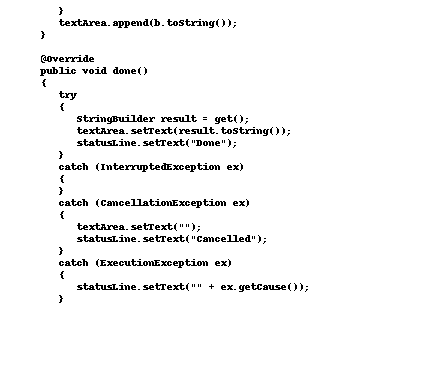 }
textArea.append(b.toString());
}
@Override
public void done()
{
try
{
StringBuilder result = get();
textArea.setText(result.toString());
statusLine.setText("Done");
}
catch (InterruptedException ex)
{
}
catch (CancellationException ex)
{
textArea.setText("");
statusLine.setText("Cancelled");
}
catch (ExecutionException ex)
{
statusLine.setText("" + ex.getCause());
}